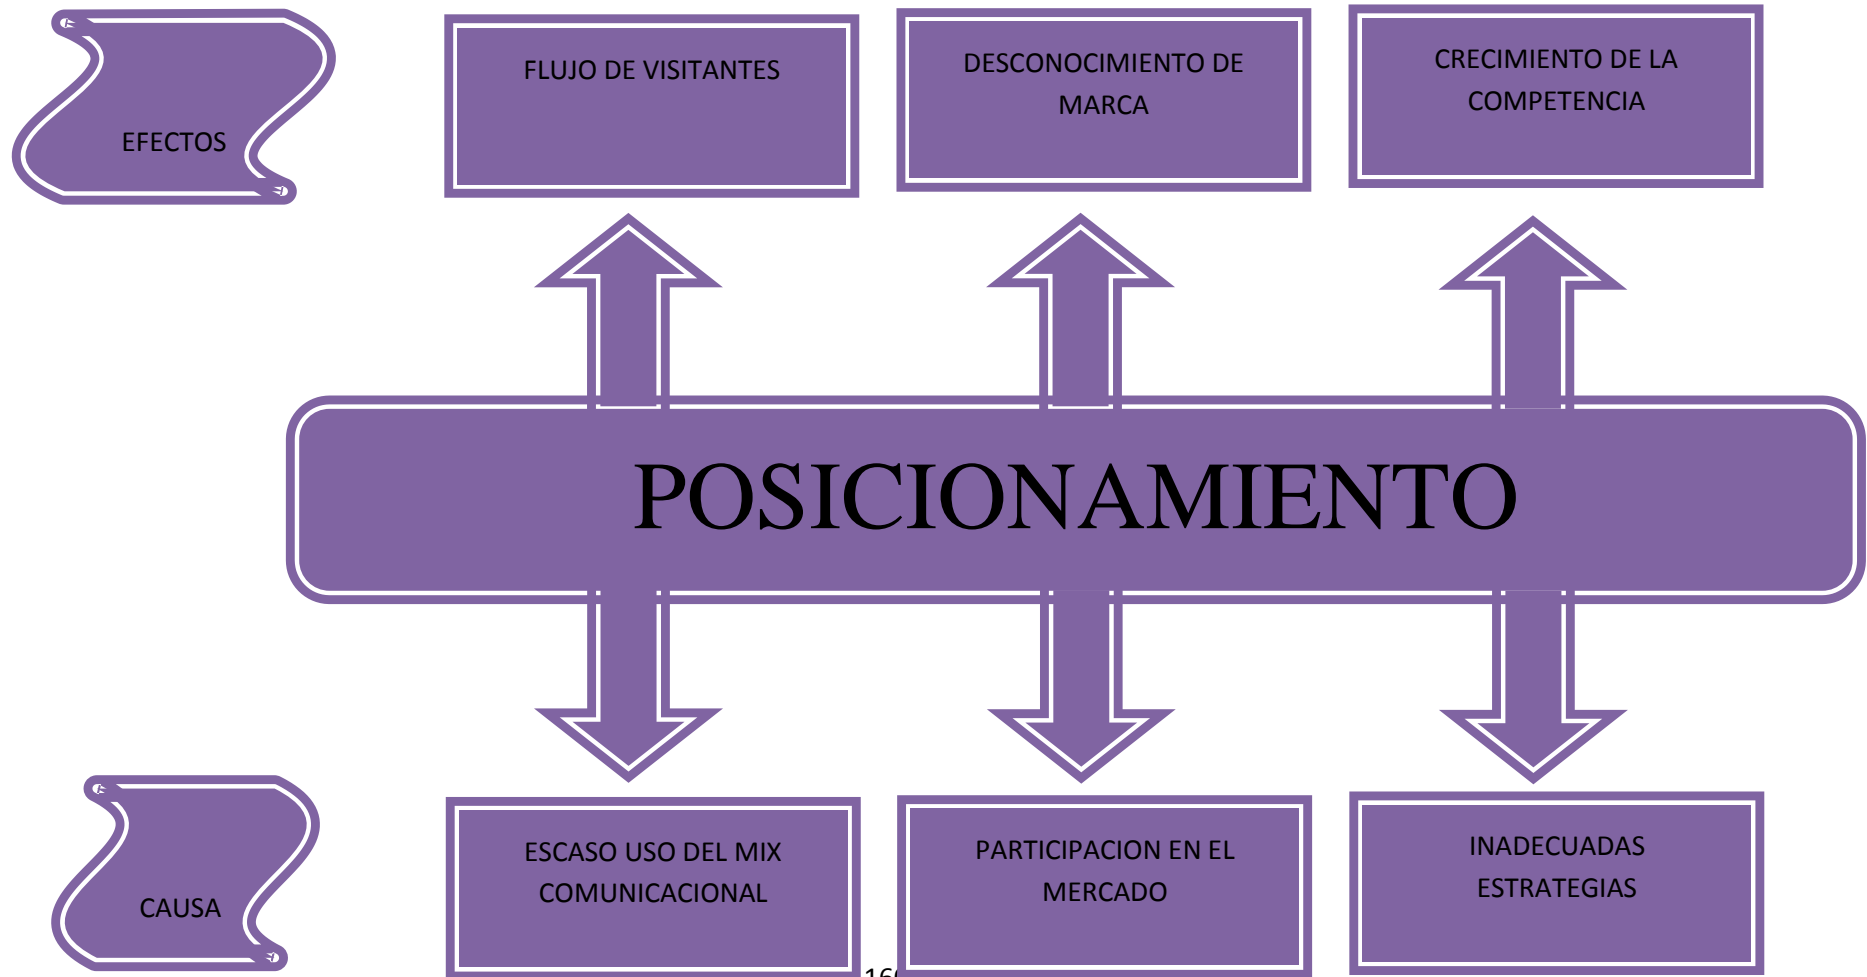 EFECTOS
FLUJO DE VISITANTES
DESCONOCIMIENTO DE
MARCA
CRECIMIENTO DE LA
COMPETENCIA
POSICIONAMIENTO
CAUSA
ESCASO USO DEL MIX
COMUNICACIONAL
PARTICIPACION EN EL
MERCADO
INADECUADAS
ESTRATEGIAS